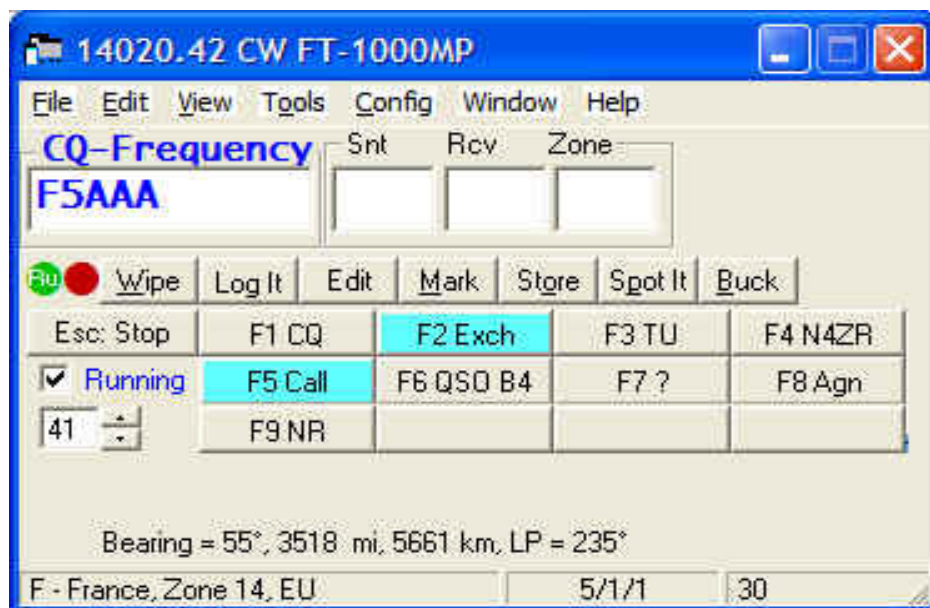 14020.42 CW FT-1000MP
File Edit View Tools Config Window Help
CQ-Frequency Snt Rcv Zone
F5AAA
Ru Wipe Log It Edit Mark Store Spot It Buck
Esc: Stop F1 CQ F2 Exch F3 TU F4 N4ZR
Running F5 Call F6 QSO B4 F7 ? F8 Agn
41 F9 NR
Bearing = 55°, 3518 mi, 5661 km, LP = 235°
F - France, Zone 14, EU 5/1/1 30